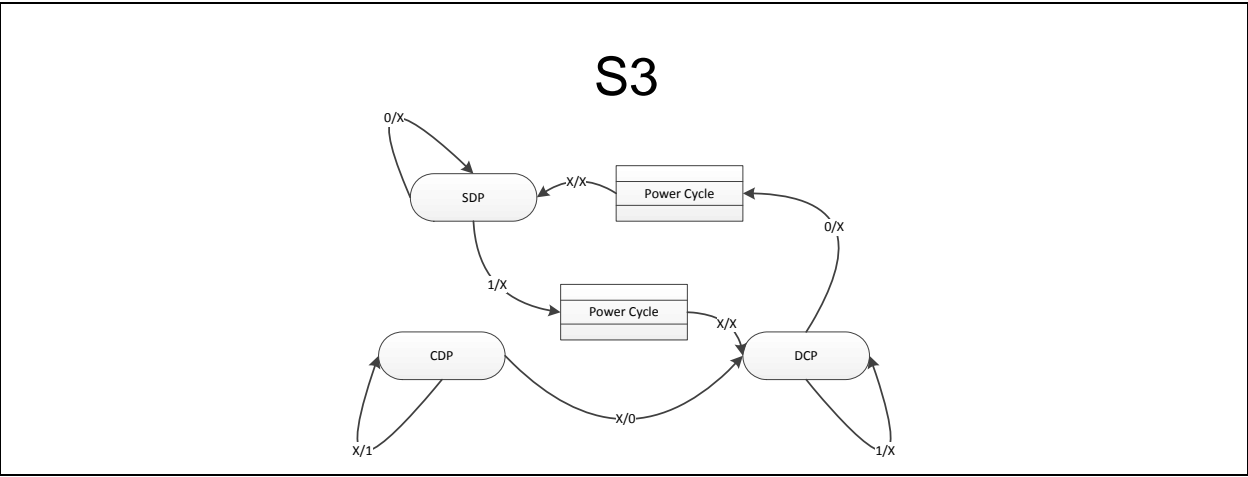 S3
0/X
X/X
Power Cycle
SDP
0/X
1/X
Power Cycle
X/X
CDP
DCP
X/0
X/1
1/X